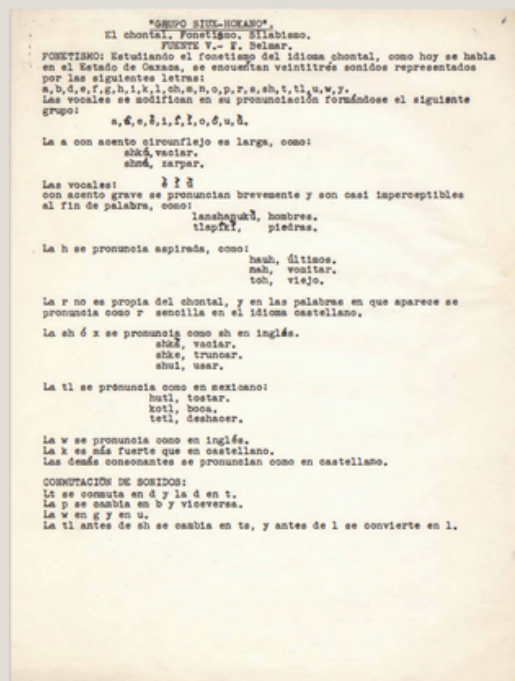 "GRUPO SIUX-HOKANO".
El chontal, Fonetismo, Silabismo.
FUENTE V.- F. Belmar.
FONETISMO: Estudiando el fonetismo del idioma chontal, como hoy se habla
en el Estado de Oaxaca, se encuentan veintitrés sonidos representados
por las siguientes letras:
a,b,d,e,f,g,h,i,k,l,ch,m,n,o,p,r,s,sh,t,tl,u,w,y.
Las vocales se modifican en su pronunciación formándose el siguiente
grupo:
La a con acento circunflejo es larga, como:
vaciar.
zarpar.
Las vocales:
con acento grave se pronuncian brevemente y son casi imperceptibles
al fin de palabra, como:
lanshanukù, hombres.
tlapìkì, piedras.
La h se pronuncia aspirada, como:
hauh, últimos.
nah, vomitar.
toh, viejo.
La r no es propia del chontal, y en las palabras en que aparece se
pronuncia como r sencilla en el idioma castellano.
La sh ó x se pronuncia como sh en inglés.
vaciar.
shke, truncar.
shui, usar.
La tl se pronuncia como en mexicano:
hutl, tostar.
kotl, boca.
tetl, deshacer.
La w se pronuncia como en inglés.
La k es más fuerte que en castellano.
Las demás consonantes se pronuncian como en castellano.
CONMUTACIÓN DE SONIDOS:
Lt se conmuta en d y la d en t.
La p se cambia en b y viceversa.
La w en g y en u.
La tl antes de sh se cambia en ts, y antes de l se convierte en l.